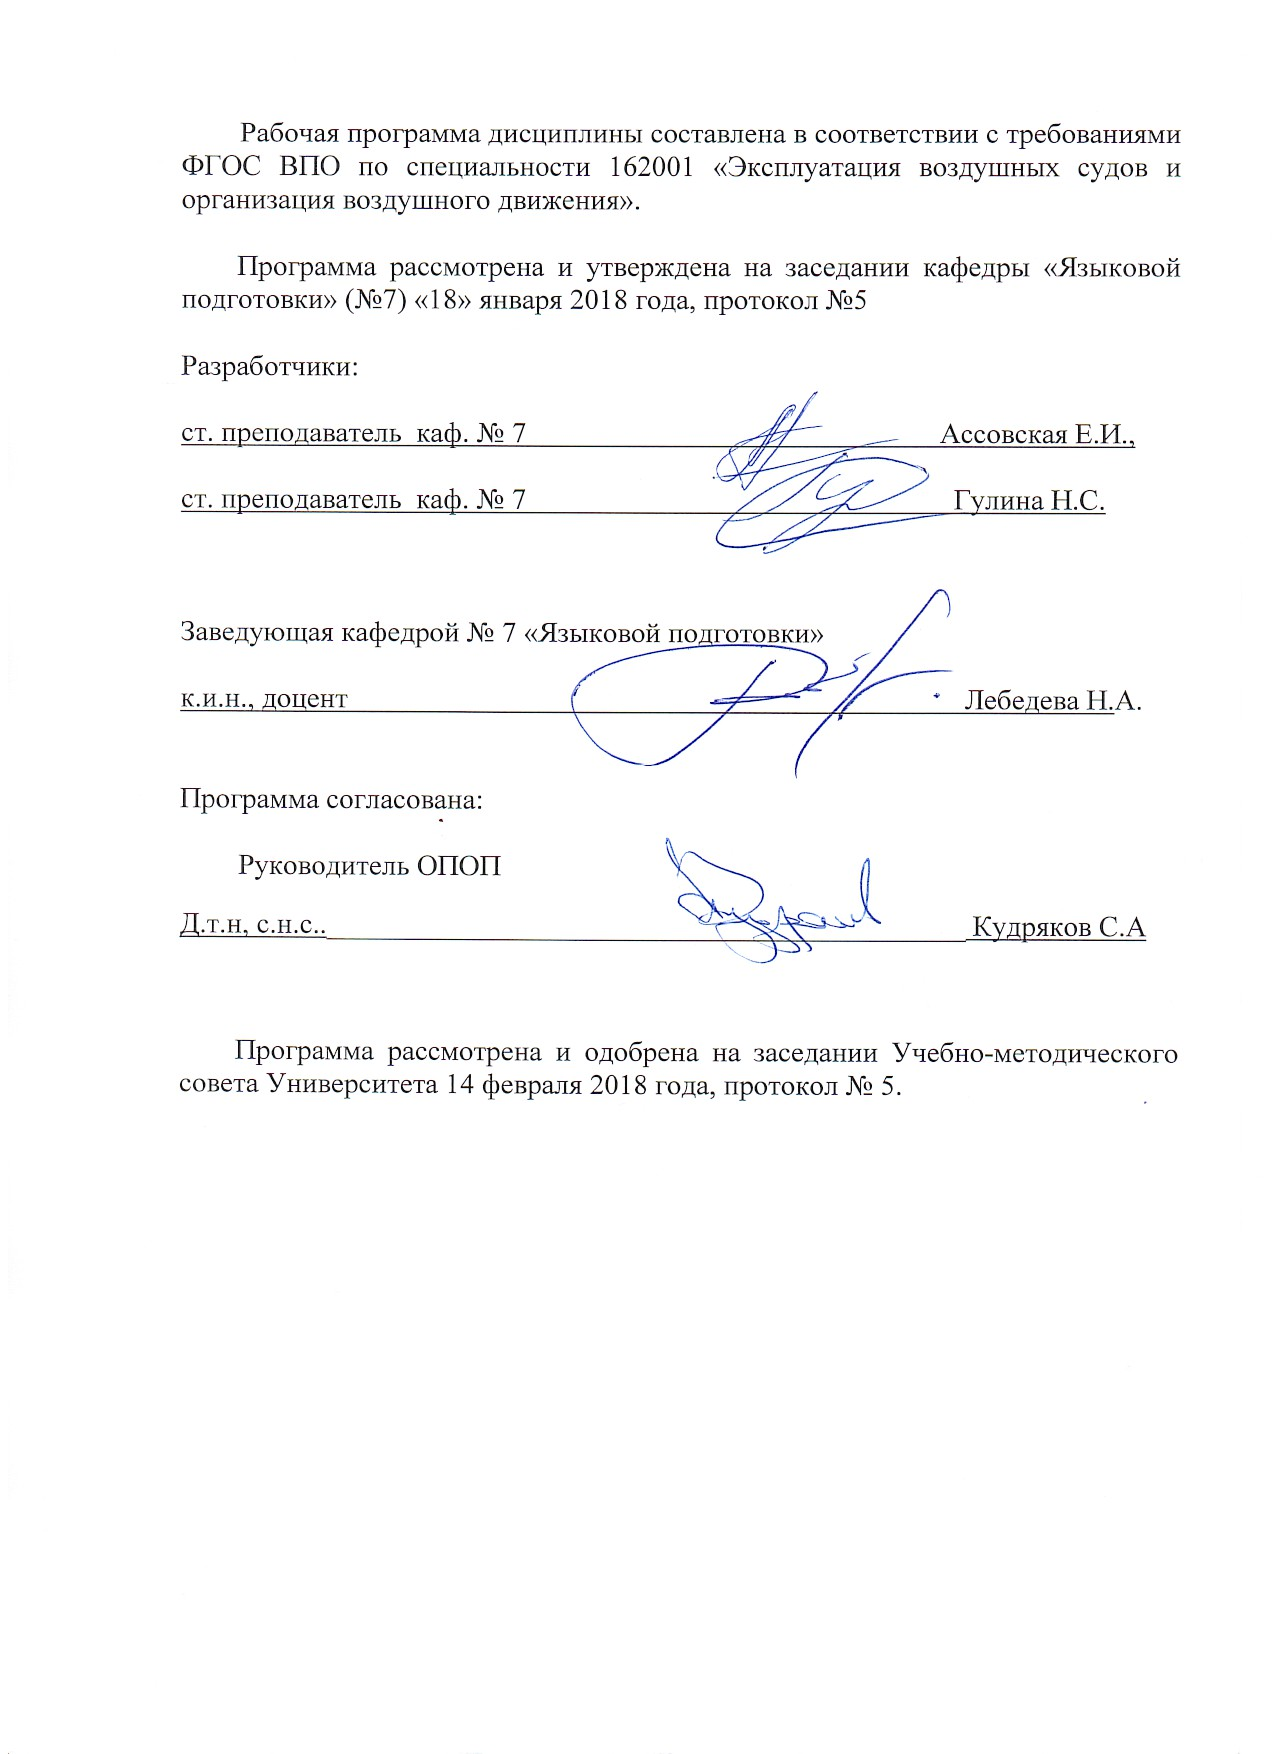 Рабочая программа дисциплины составлена в соответствии с требованиями
ФГОС ВПО по специальности 162001 «Эксплуатация воздушных судов и
организация воздушного движения».
Программа рассмотрена и утверждена на заседании кафедры «Языковой
подготовки» (№7) «18» января 2018 года, протокол №5
Разработчики:
ст. преподаватель каф. № 7 Ассовская Е.И.,
ст. преподаватель каф. № 7 Гулина Н.С.
Заведующая кафедрой № 7 «Языковой подготовки»
к.и.н., доцент Лебедева Н.А.
Программа согласована:
Руководитель ОПОП
Д.т.н, с.н.с.. Кудряков С.А
Программа рассмотрена и одобрена на заседании Учебно-методического
совета Университета 14 февраля 2018 года, протокол № 5.